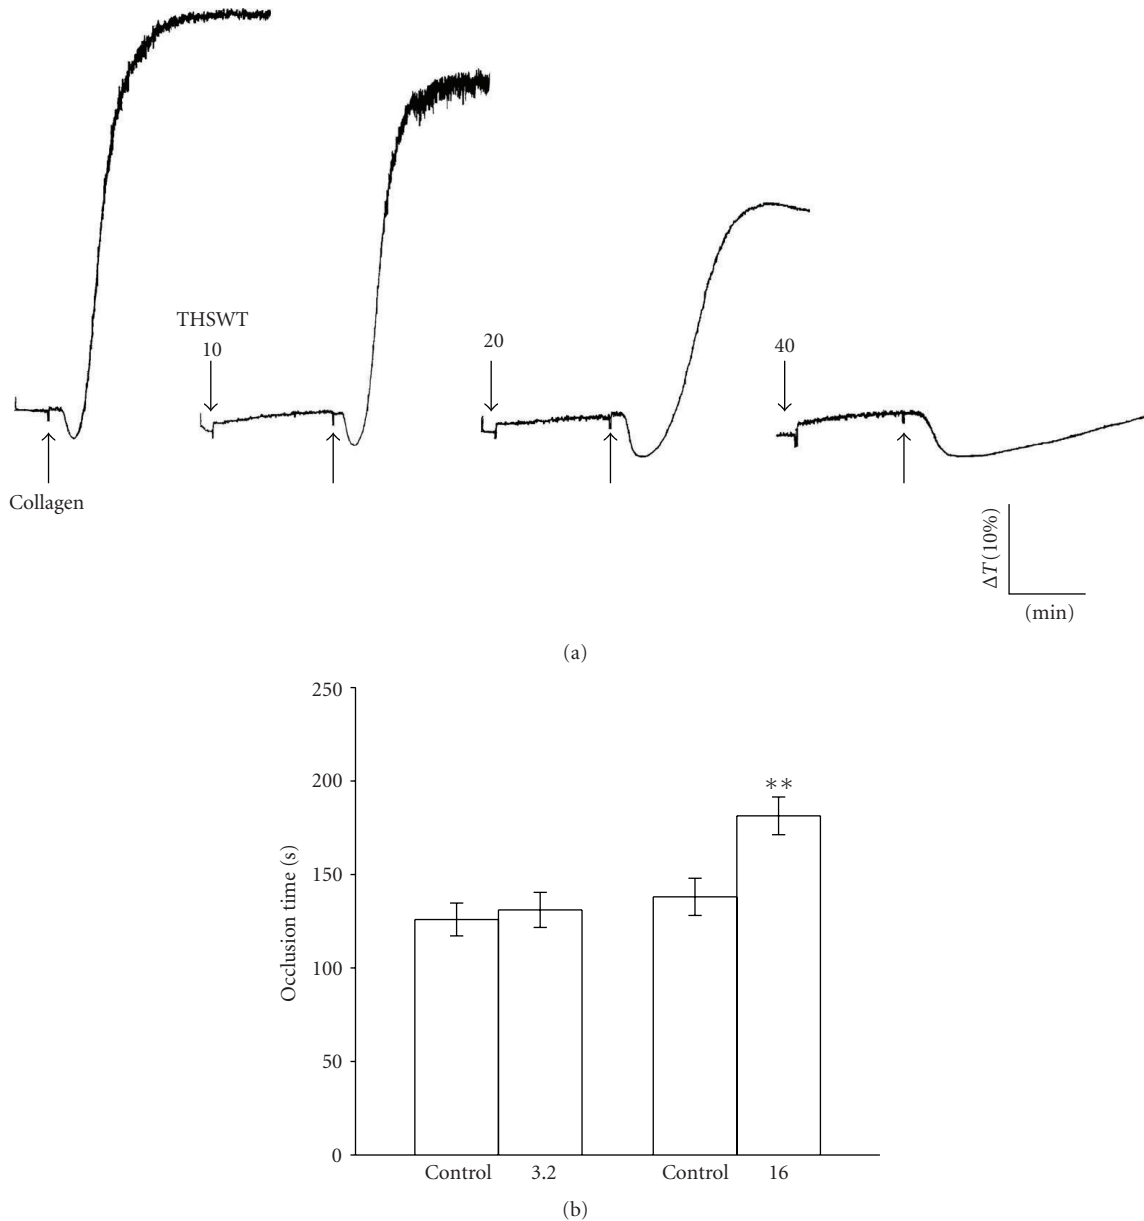 THSWT
10
20
40
Collagen
ΔT (10%)
(min)
(a)
250
200
150
100
50
0
Occlusion time (s)
**
Control
3.2
Control
16
(b)